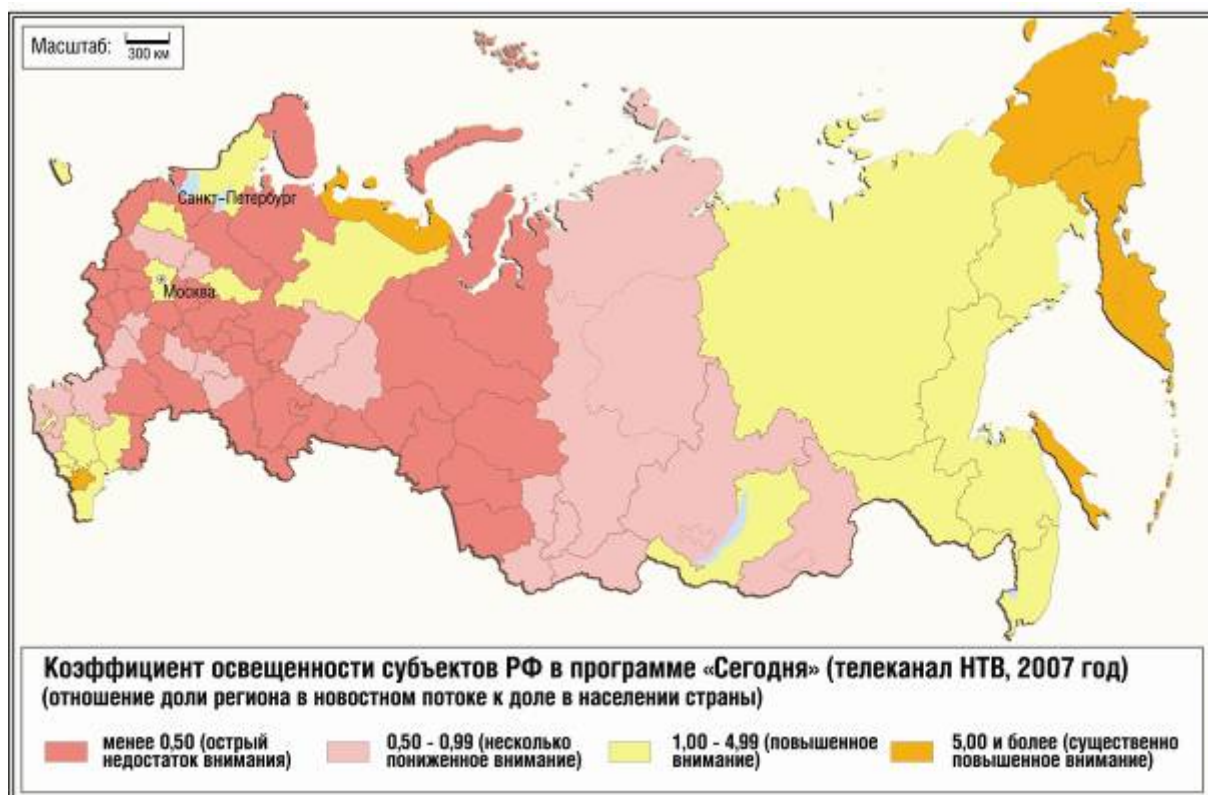 Масштаб:
300 км
Санкт-Петербург
Москва
Коэффициент освещенности субъектов РФ в программе «Сегодня» (телеканал НТВ, 2007 год)
(отношение доли региона в новостном потоке к доле в населении страны)
менее 0,50 (острый
недостаток внимания)
0,50 - 0,99 (несколько
пониженное внимание)
1,00 - 4,99 (повышенное
внимание)
5,00 и более (существенно
повышенное внимание)